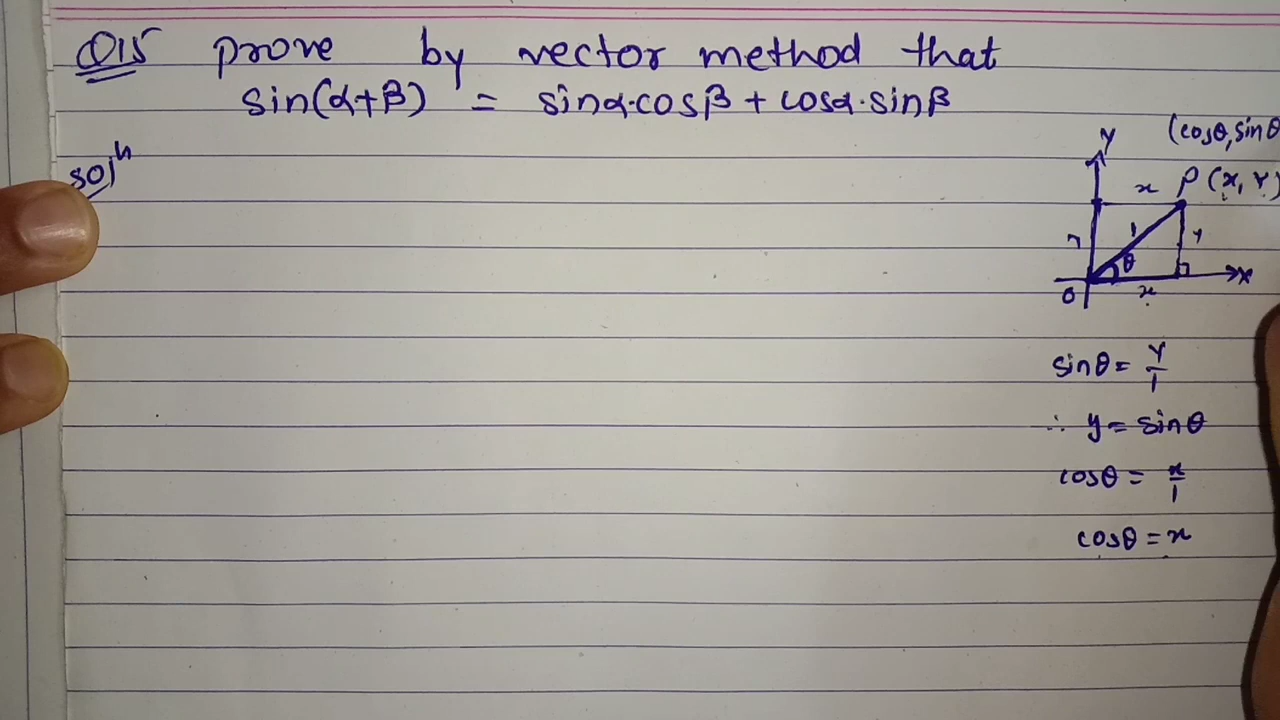 Q15 prove by vector method that
sin(α+β) = sinα·cosβ + cosα·sinβ
solⁿ
(cosθ, sinθ
Y
x P (x, Y)
1
y y
θ
O x X
sinθ = Y/1
∴ y = sinθ
cosθ = x/1
cosθ = x